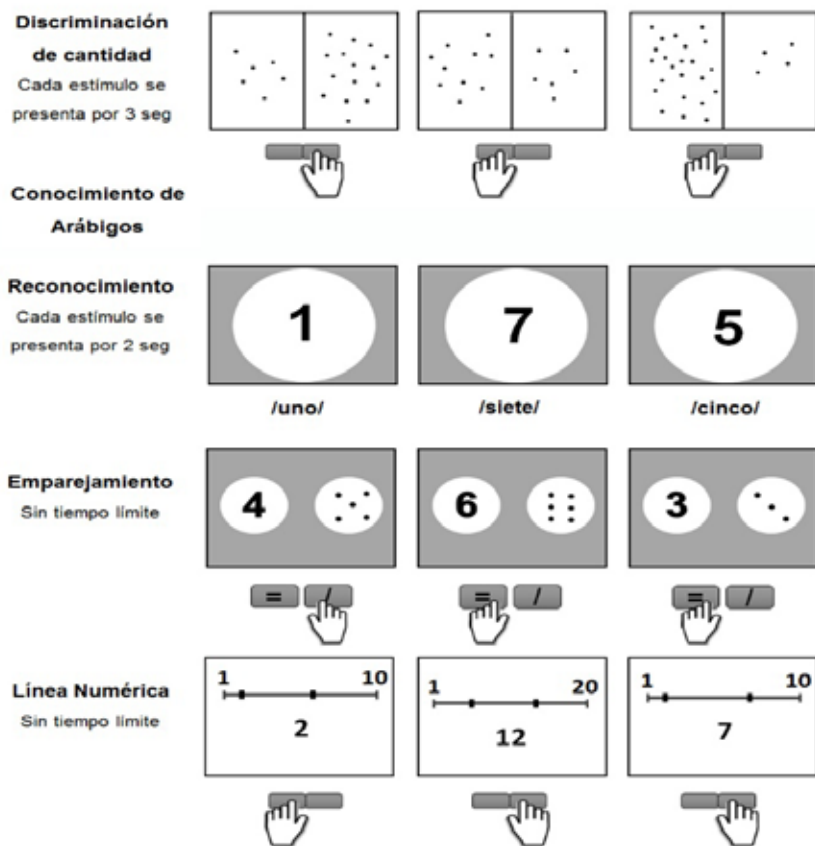 Discriminación
de cantidad
Cada estímulo se
presenta por 3 seg
Conocimiento de
Arábigos
Reconocimiento
Cada estímulo se
presenta por 2 seg
1 7 5
/uno/ /siete/ /cinco/
Emparejamiento
Sin tiempo límite
4 6 3
= / = / = /
Línea Numérica
Sin tiempo límite
1 10 1 20 1 10
2 12 7